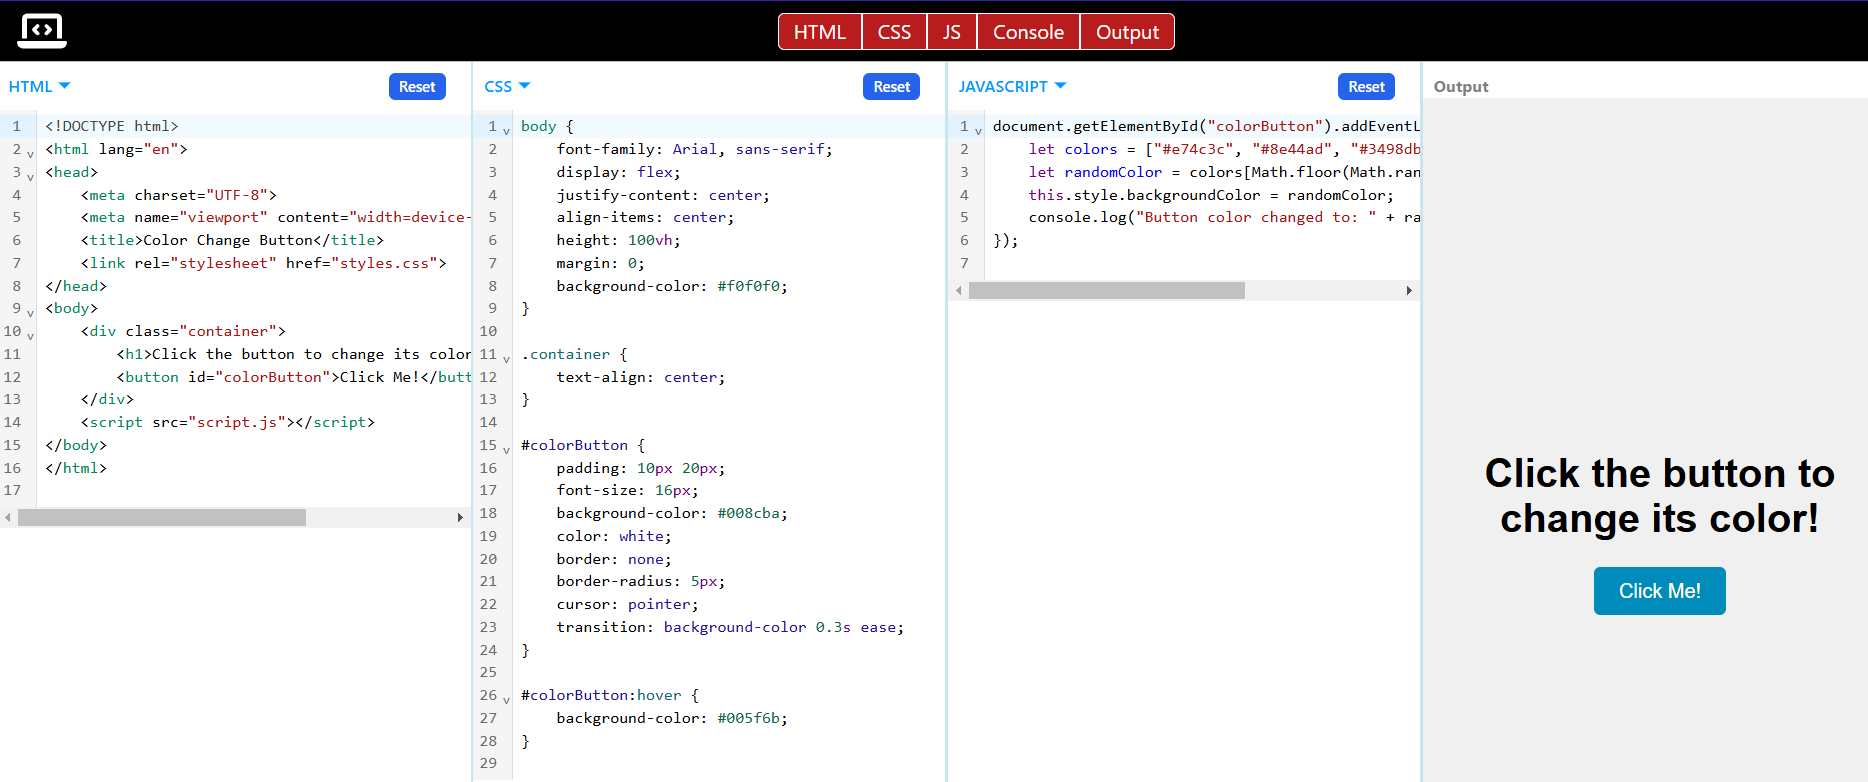 HTML CSS JS Console Output
HTML Reset
1 <!DOCTYPE html>
2 <html lang="en">
3 <head>
4 <meta charset="UTF-8">
5 <meta name="viewport" content="width=device-
6 <title>Color Change Button</title>
7 <link rel="stylesheet" href="styles.css">
8 </head>
9 <body>
10 <div class="container">
11 <h1>Click the button to change its color
12 <button id="colorButton">Click Me!</butt
13 </div>
14 <script src="script.js"></script>
15 </body>
16 </html>
17
CSS Reset
1 body {
2 font-family: Arial, sans-serif;
3 display: flex;
4 justify-content: center;
5 align-items: center;
6 height: 100vh;
7 margin: 0;
8 background-color: #f0f0f0;
9 }
10
11 .container {
12 text-align: center;
13 }
14
15 #colorButton {
16 padding: 10px 20px;
17 font-size: 16px;
18 background-color: #008cba;
19 color: white;
20 border: none;
21 border-radius: 5px;
22 cursor: pointer;
23 transition: background-color 0.3s ease;
24 }
25
26 #colorButton:hover {
27 background-color: #005f6b;
28 }
29
JAVASCRIPT Reset
1 document.getElementById("colorButton").addEventL
2 let colors = ["#e74c3c", "#8e44ad", "#3498db
3 let randomColor = colors[Math.floor(Math.ran
4 this.style.backgroundColor = randomColor;
5 console.log("Button color changed to: " + ra
6 });
7
Output
Click the button to
change its color!
Click Me!